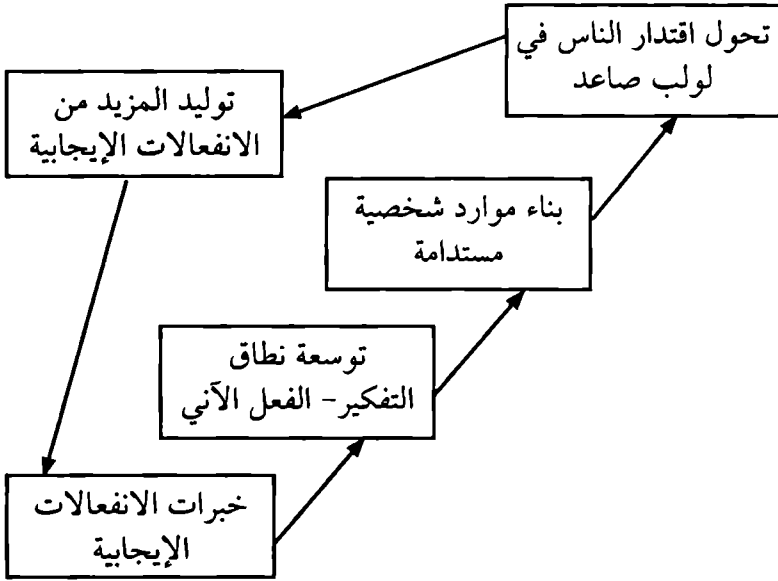 تحول اقتدار الناس في
لولب صاعد
توليد المزيد من
الانفعالات الإيجابية
بناء موارد شخصية
مستدامة
توسعة نطاق
التفكير - الفعل الآني
خبرات الانفعالات
الإيجابية